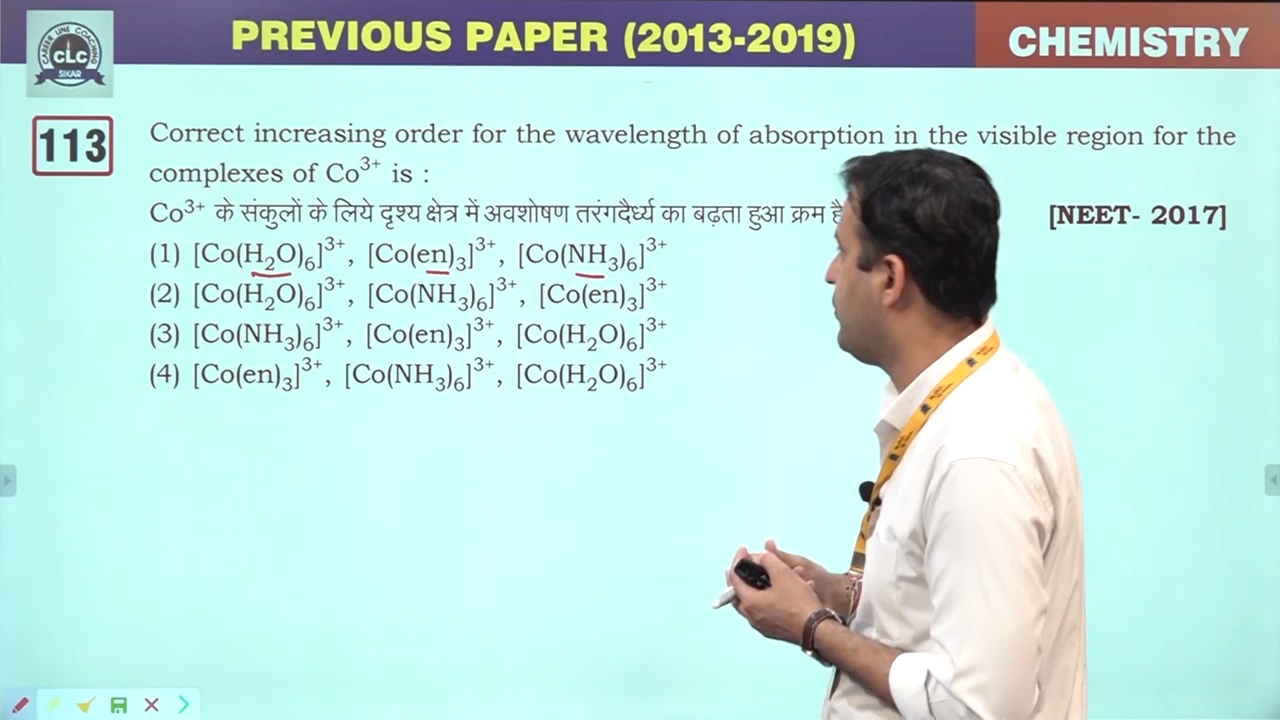 PREVIOUS PAPER (2013-2019)
CHEMISTRY
CAREER LINE COACHING
CLC
SIKAR
113
Correct increasing order for the wavelength of absorption in the visible region for the
complexes of Co³⁺ is :
Co³⁺ के संकुलों के लिये दृश्य क्षेत्र में अवशोषण तरंगदैर्ध्य का बढ़ता हुआ क्रम है
[NEET- 2017]
(1) [Co(H₂O)₆]³⁺, [Co(en)₃]³⁺, [Co(NH₃)₆]³⁺
(2) [Co(H₂O)₆]³⁺, [Co(NH₃)₆]³⁺, [Co(en)₃]³⁺
(3) [Co(NH₃)₆]³⁺, [Co(en)₃]³⁺, [Co(H₂O)₆]³⁺
(4) [Co(en)₃]³⁺, [Co(NH₃)₆]³⁺, [Co(H₂O)₆]³⁺